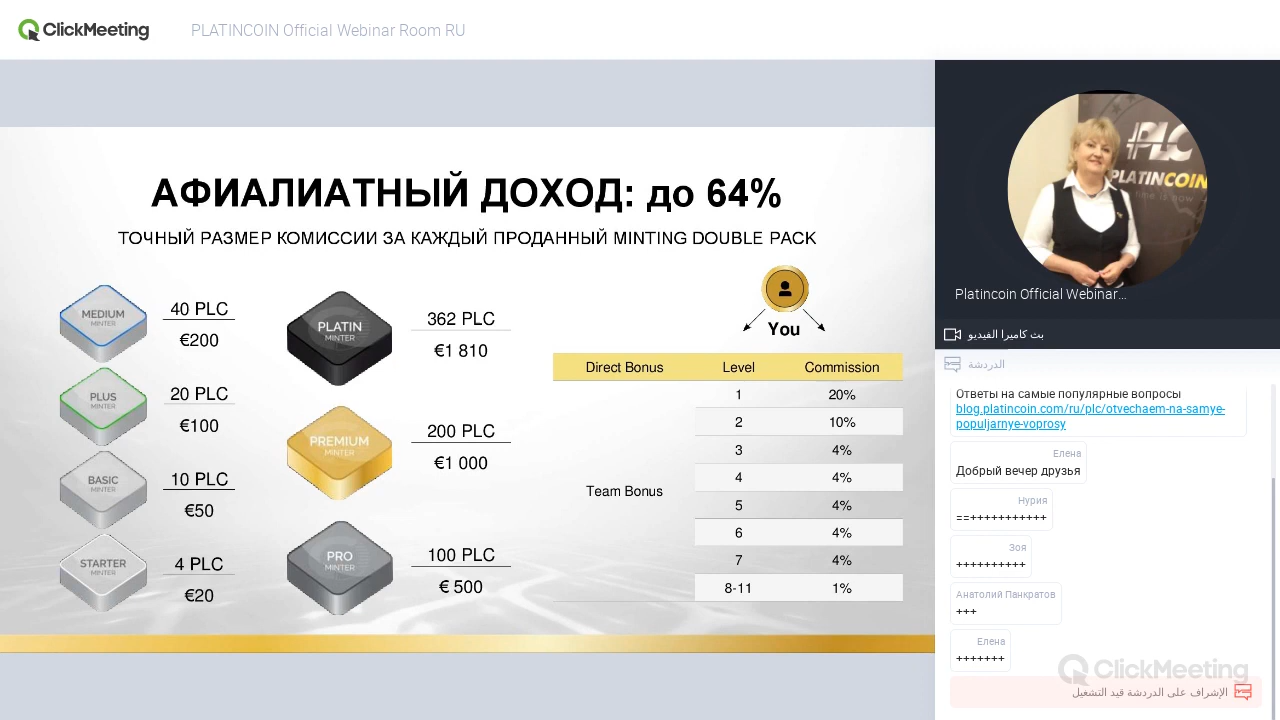 ClickMeeting
PLATINCOIN Official Webinar Room RU
АФИАЛИАТНЫЙ ДОХОД: до 64%
ТОЧНЫЙ РАЗМЕР КОМИССИИ ЗА КАЖДЫЙ ПРОДАННЫЙ MINTING DOUBLE PACK
MEDIUM
MINTER
40 PLC
€200
PLUS
MINTER
20 PLC
€100
BASIC
MINTER
10 PLC
€50
STARTER
MINTER
4 PLC
€20
PLATIN
MINTER
362 PLC
€1 810
PREMIUM
MINTER
200 PLC
€1 000
PRO
MINTER
100 PLC
€ 500
You
Direct Bonus Level Commission
1 20%
2 10%
3 4%
4 4%
Team Bonus
5 4%
6 4%
7 4%
8-11 1%
PLC
PLATINCOIN
time is now
Platincoin Official Webinar...
بث كاميرا الفيديو
الدردشة
Ответы на самые популярные вопросы
blog.platincoin.com/ru/plc/otvechaem-na-samye-
populjarnye-voprosy
Елена
Добрый вечер друзья
Нурия
==+++++++++++
Зоя
++++++++++
Анатолий Панкратов
+++
Елена
+++++++
ClickMeeting
الإشراف على الدردشة قيد التشغيل